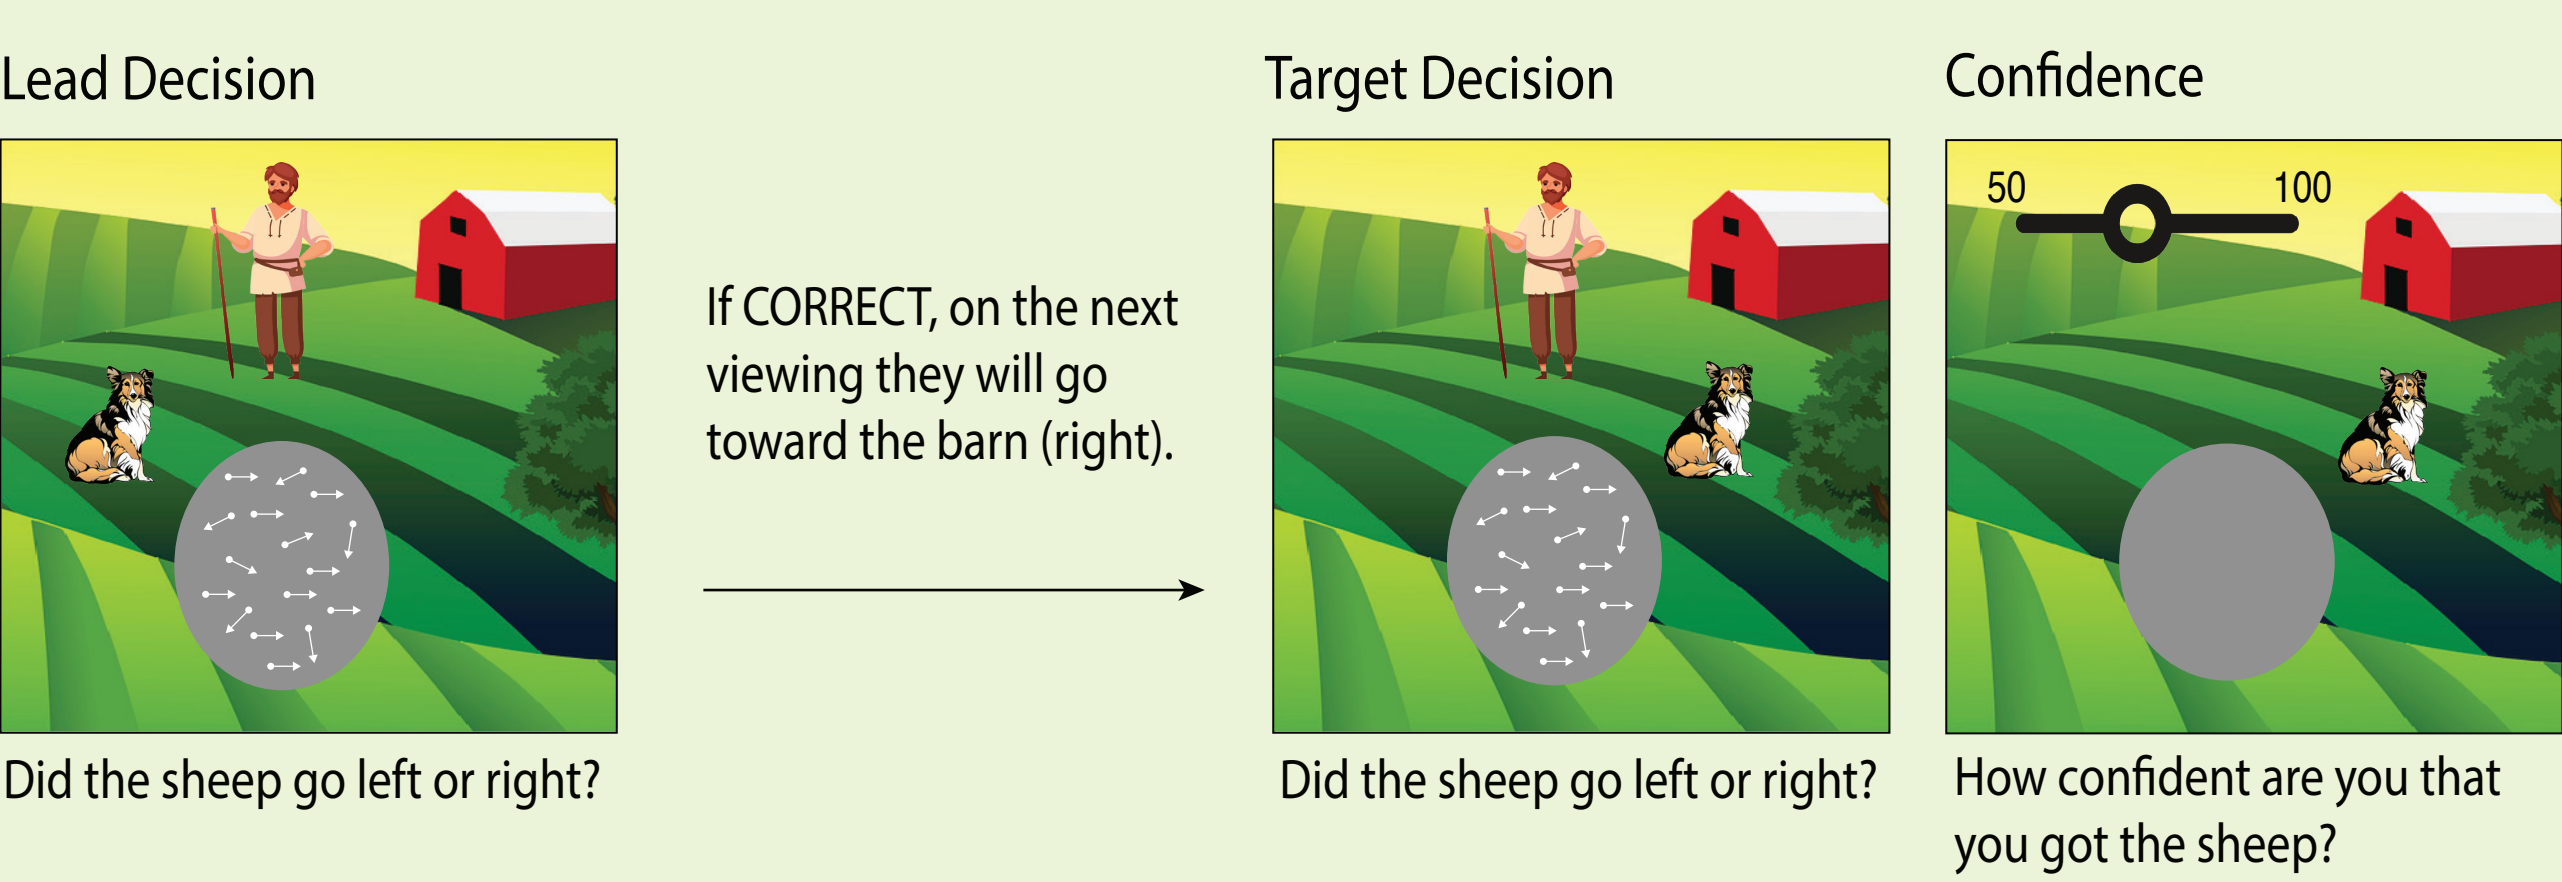 Lead Decision
Did the sheep go left or right?
If CORRECT, on the next
viewing they will go
toward the barn (right).
Target Decision
Did the sheep go left or right?
Confidence
50 100
How confident are you that
you got the sheep?